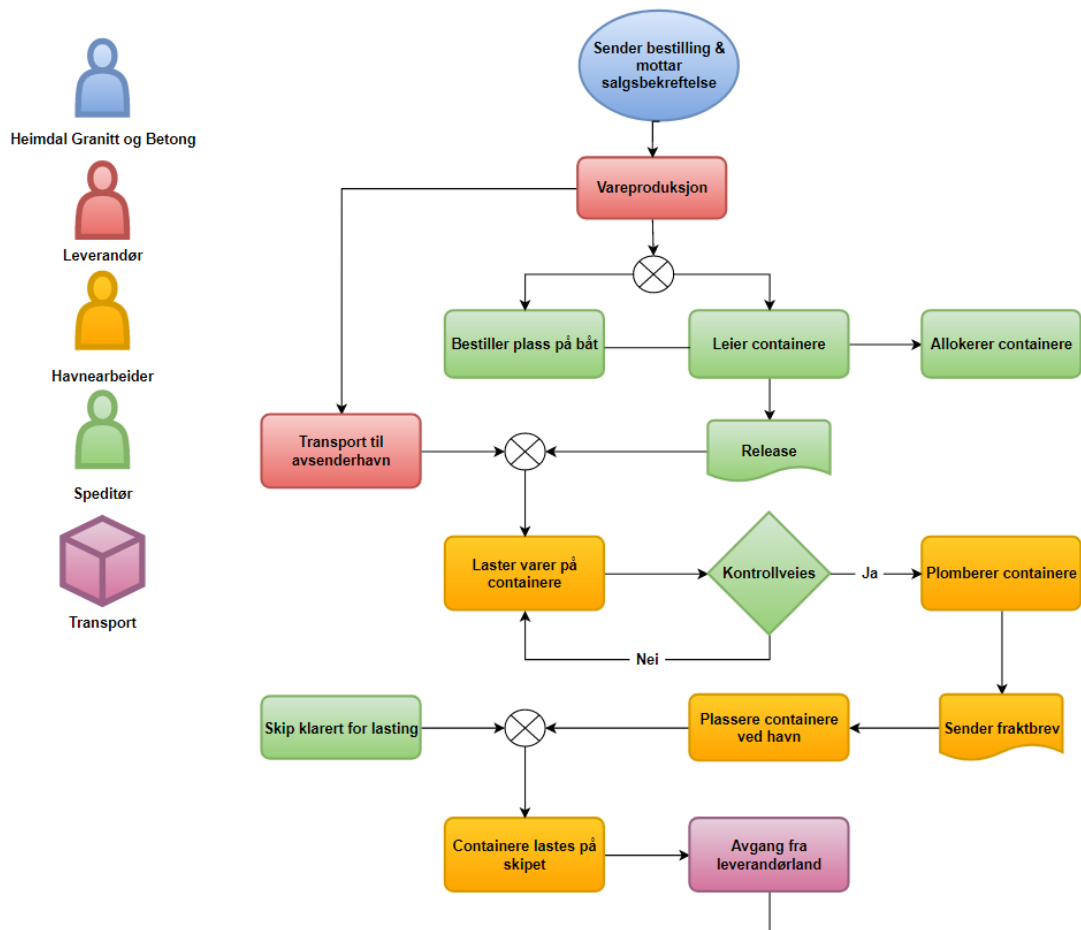 Heimdal Granitt og Betong
Leverandør
Havnearbeider
Speditør
Transport
Sender bestilling &
mottar
salgsbekreftelse
Vareproduksjon
Bestiller plass på båt
Leier containere
Allokerer containere
Transport til
avsenderhavn
Release
Laster varer på
containere
Kontrollveies
Ja
Plomberer containere
Nei
Skip klarert for lasting
Plassere containere
ved havn
Sender fraktbrev
Containere lastes på
skipet
Avgang fra
leverandørland